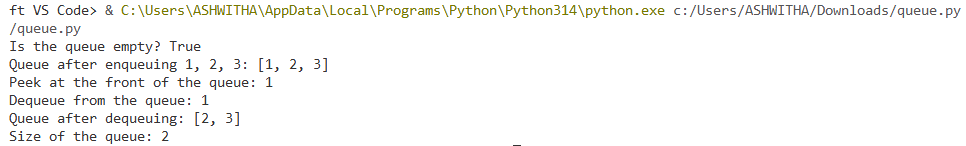 ft VS Code> & C:\Users\ASHWITHA\AppData\Local\Programs\Python\Python314\python.exe c:/Users/ASHWITHA/Downloads/queue.py
/queue.py
Is the queue empty? True
Queue after enqueuing 1, 2, 3: [1, 2, 3]
Peek at the front of the queue: 1
Dequeue from the queue: 1
Queue after dequeuing: [2, 3]
Size of the queue: 2